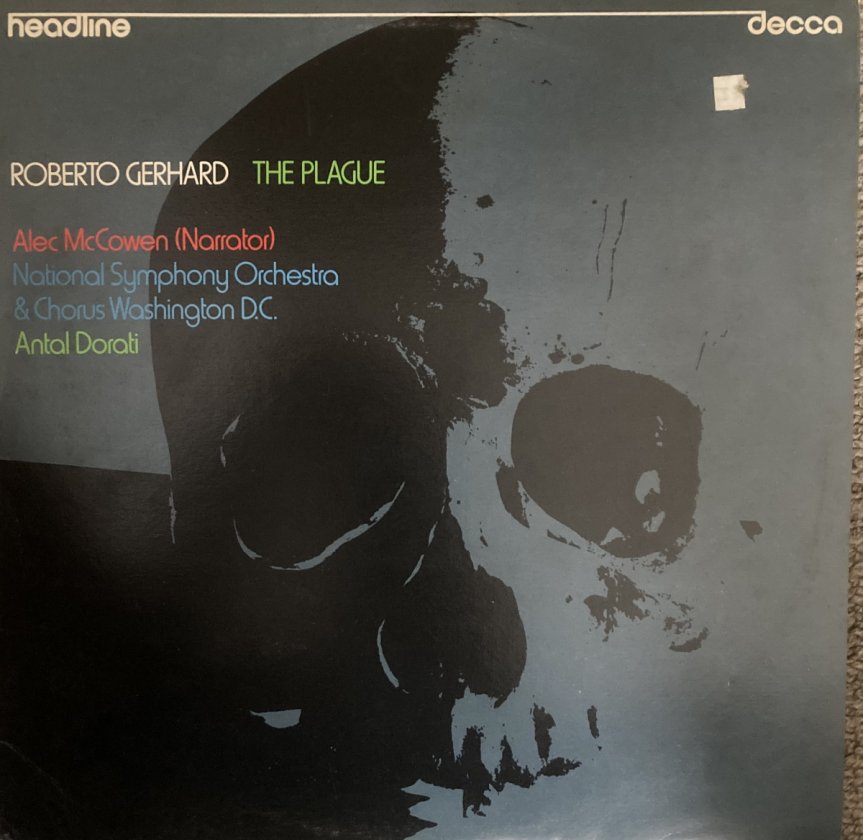 headline decca
ROBERTO GERHARD THE PLAGUE
Alec McCowen (Narrator)
National Symphony Orchestra
& Chorus Washington D.C.
Antal Dorati